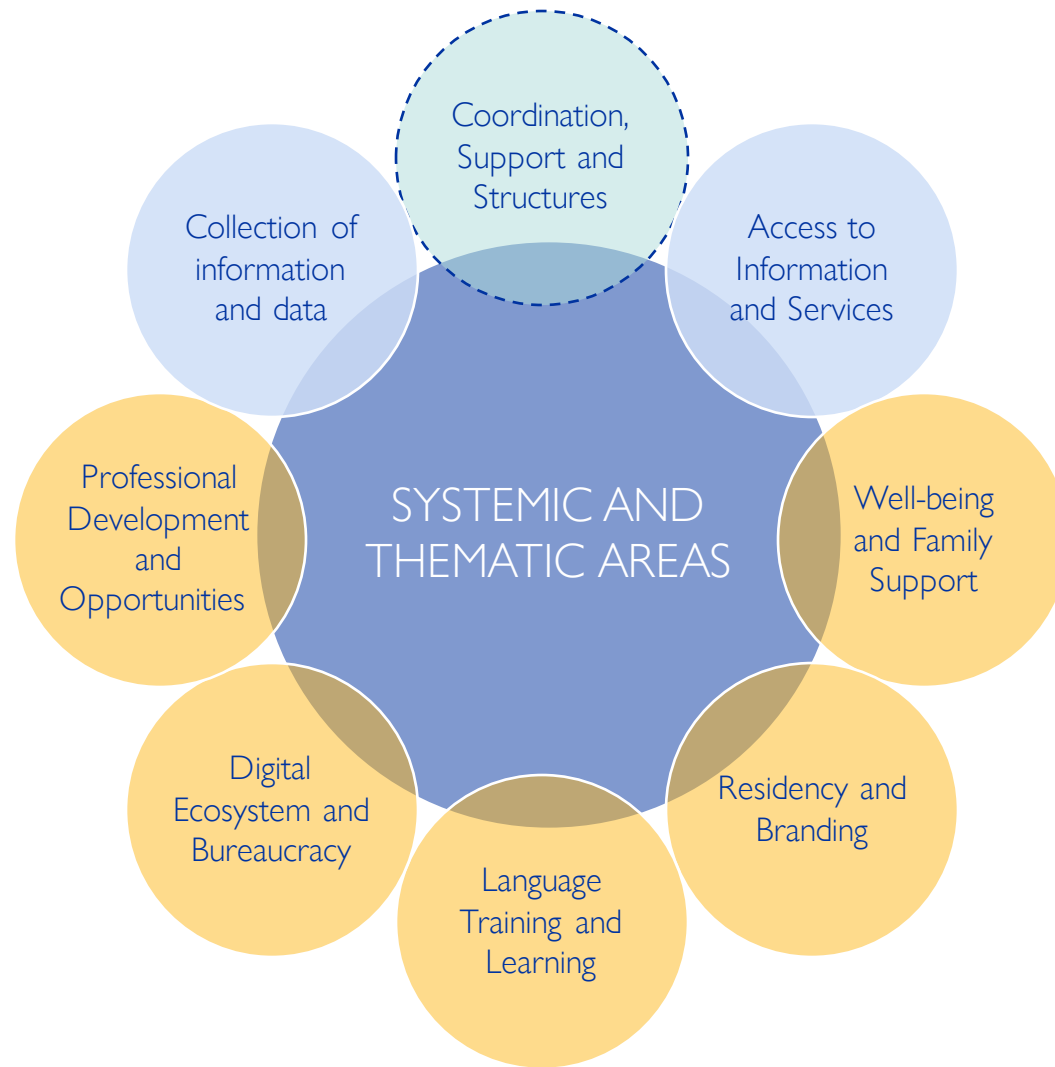 Coordination,
Support and
Structures
Access to
Information
and Services
Well-being
and Family
Support
Residency and
Branding
Language
Training and
Learning
Digital
Ecosystem and
Bureaucracy
Professional
Development
and
Opportunities
Collection of
information
and data
SYSTEMIC AND
THEMATIC AREAS